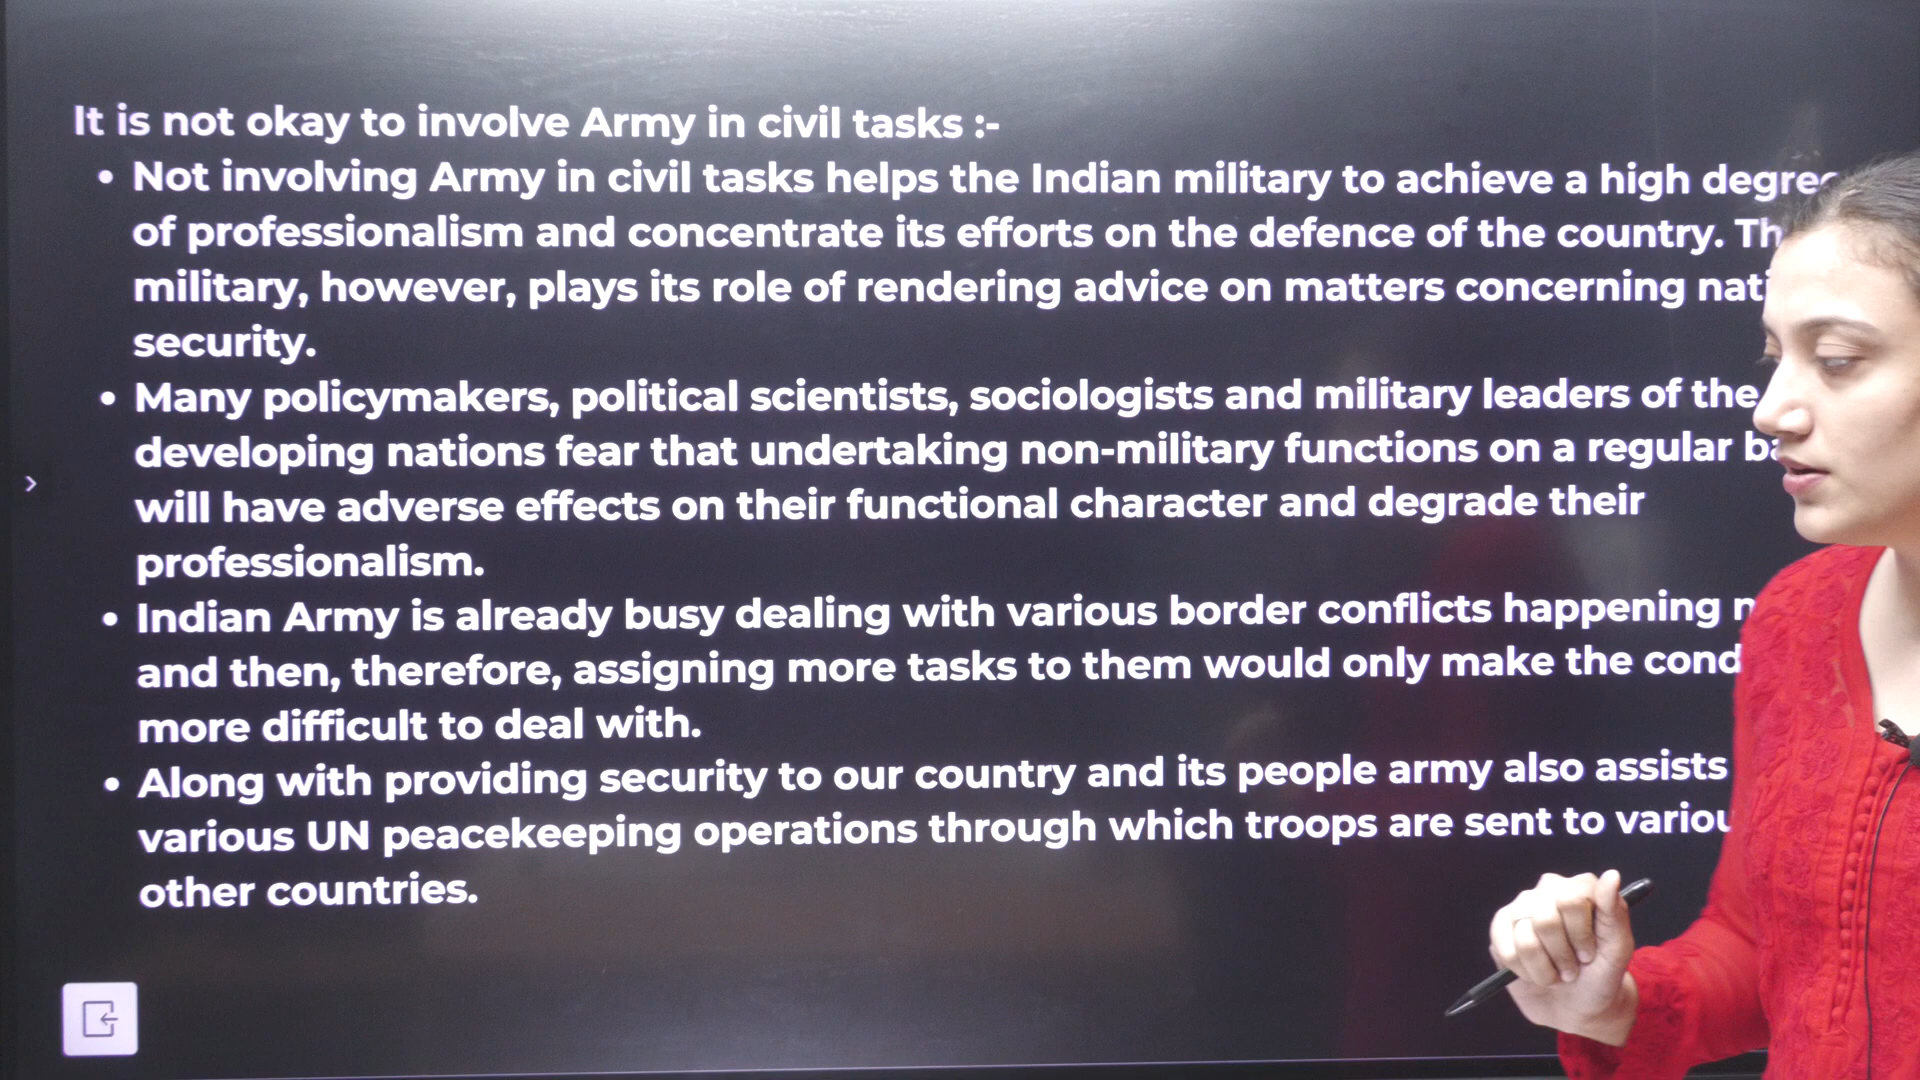 It is not okay to involve Army in civil tasks :-
• Not involving Army in civil tasks helps the Indian military to achieve a high
of professionalism and concentrate its efforts on the defence of the country.
military, however, plays its role of rendering advice on matters concerning
security.
• Many policymakers, political scientists, sociologists and military leaders of the
developing nations fear that undertaking non-military functions on a regular
will have adverse effects on their functional character and degrade their
professionalism.
• Indian Army is already busy dealing with various border conflicts happening
and then, therefore, assigning more tasks to them would only make the
more difficult to deal with.
• Along with providing security to our country and its people army also assists
various UN peacekeeping operations through which troops are sent to
other countries.